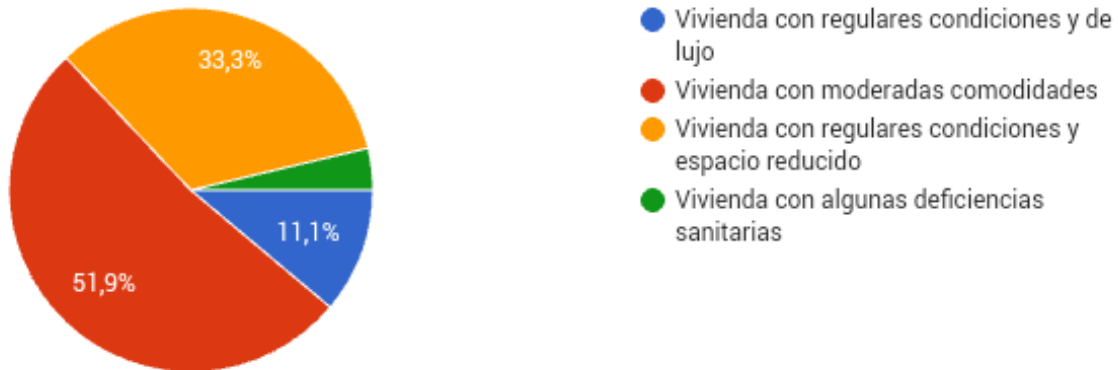 33,3%
11,1%
51,9%
Vivienda con regulares condiciones y de
lujo
Vivienda con moderadas comodidades
Vivienda con regulares condiciones y
espacio reducido
Vivienda con algunas deficiencias
sanitarias